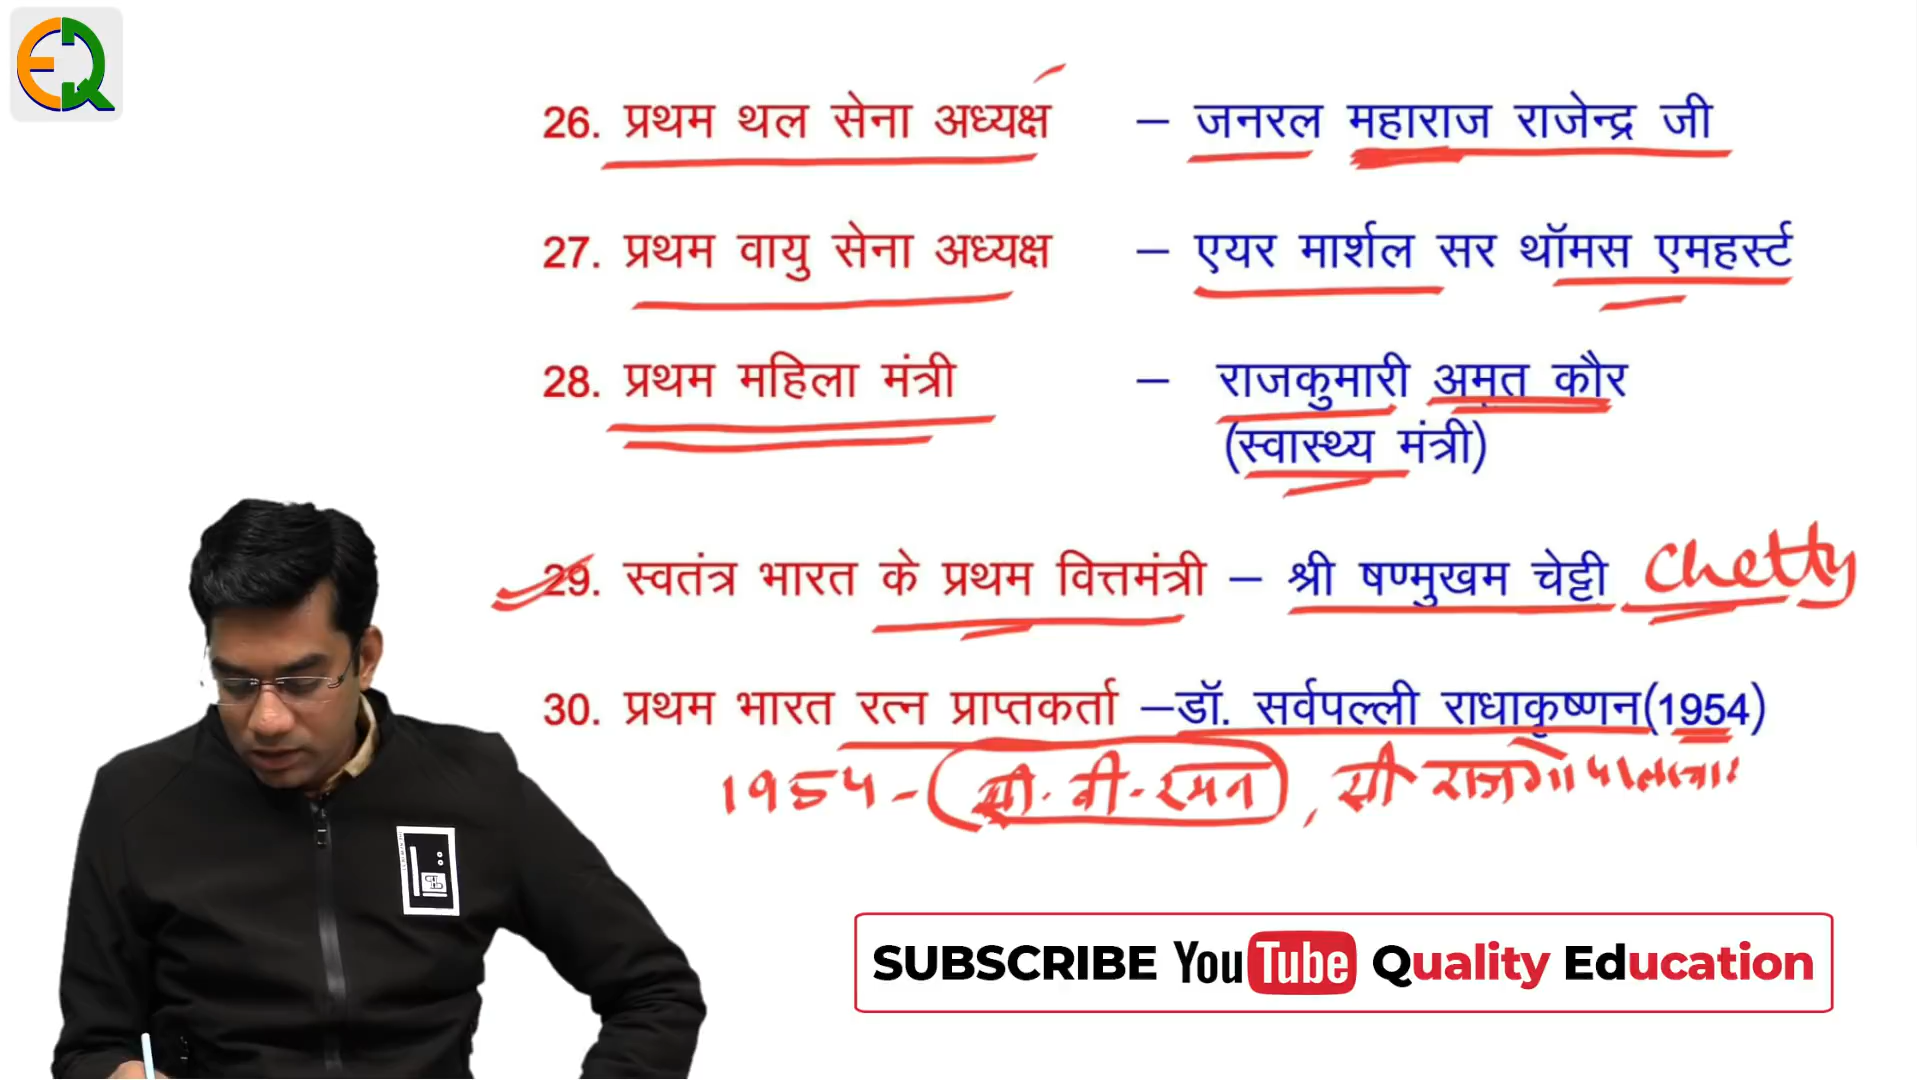 26. प्रथम थल सेना अध्यक्ष – जनरल महाराज राजेन्द्र जी
27. प्रथम वायु सेना अध्यक्ष – एयर मार्शल सर थॉमस एमहर्स्ट
28. प्रथम महिला मंत्री – राजकुमारी अमृत कौर
(स्वास्थ्य मंत्री)
29. स्वतंत्र भारत के प्रथम वित्तमंत्री – श्री षण्मुखम चेट्टी Chetty
30. प्रथम भारत रत्न प्राप्तकर्ता –डॉ. सर्वपल्ली राधाकृष्णन(1954)
1954 - सी. वी. रमन, सी
SUBSCRIBE YouTube Quality Education